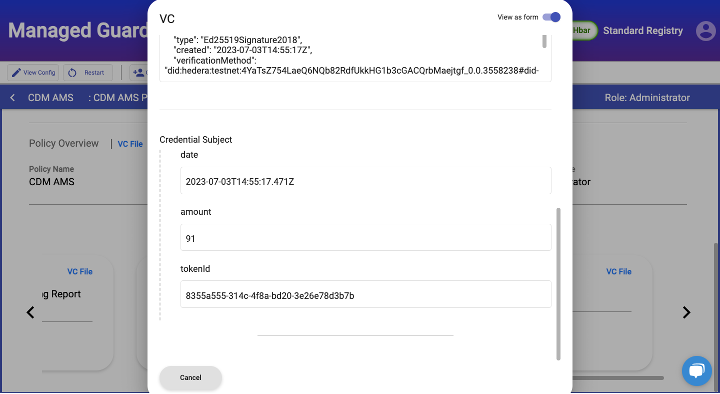 VC
View as form
Managed Guard
Hbar
Standard Registry
View Config
Restart
CDM AMS
: CDM AMS P
Role: Administrator
"type": "Ed25519Signature2018",
"created": "2023-07-03T14:55:17Z",
"verificationMethod":
"did:hedera:testnet:4YaTsZ754LaeQ6NQb82RdfUkkHG1b3cGACQrbMaejtgf_0.0.3558238#did-
Policy Overview
VC File
Policy Name
CDM AMS
Credential Subject
date
2023-07-03T14:55:17.471Z
amount
91
tokenId
8355a555-314c-4f8a-bd20-3e26e78d3b7b
VC File
VC File
g Report
Cancel